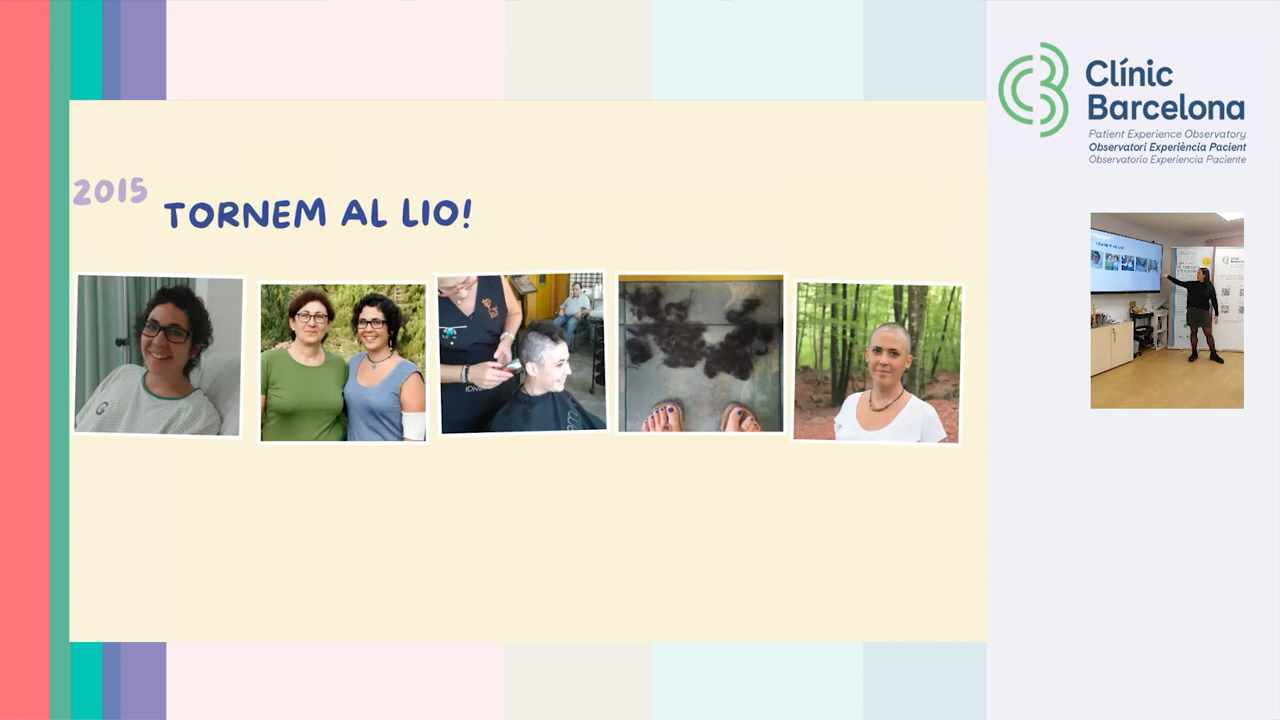 Clínic
Barcelona
Patient Experience Observatory
Observatori Experiència Pacient
Observatorio Experiencia Paciente
2015
TORNEM AL LIO!